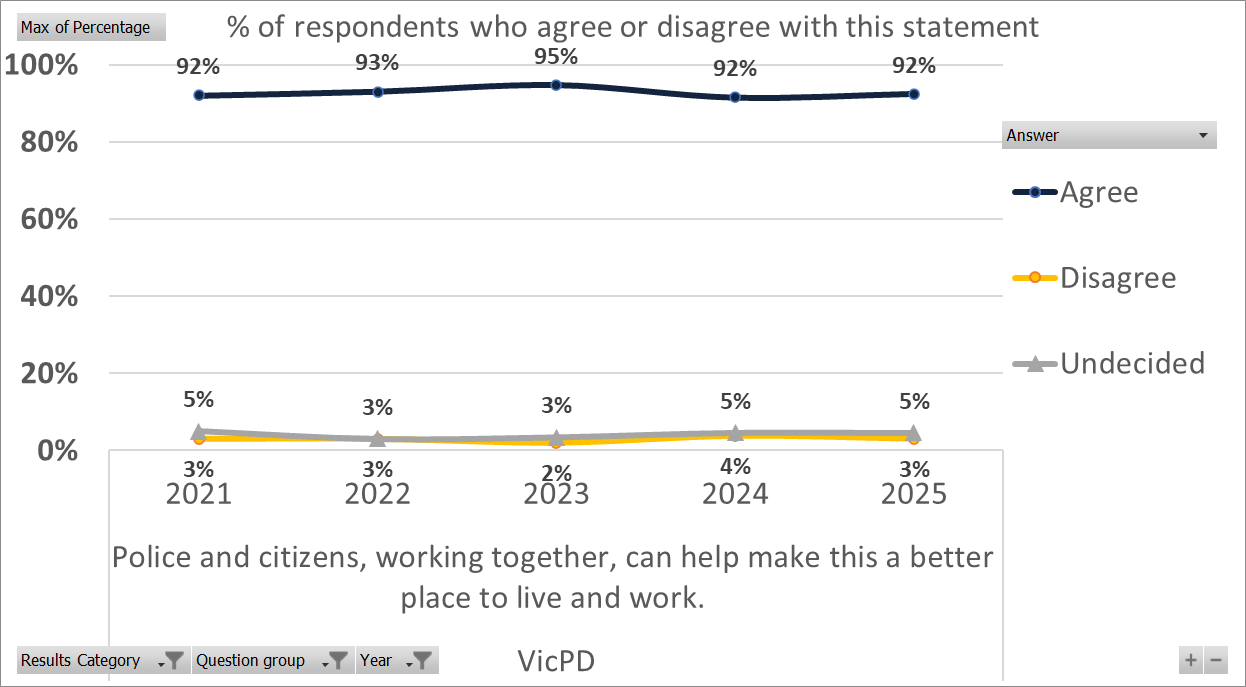 Max of Percentage
% of respondents who agree or disagree with this statement
100%
80%
60%
40%
20%
0%
92%
93%
95%
92%
92%
5%
3%
3%
5%
5%
3%
3%
2%
4%
3%
2021
2022
2023
2024
2025
Police and citizens, working together, can help make this a better
place to live and work.
VicPD
Answer
Agree
Disagree
Undecided
Results Category
Question group
Year
+
−